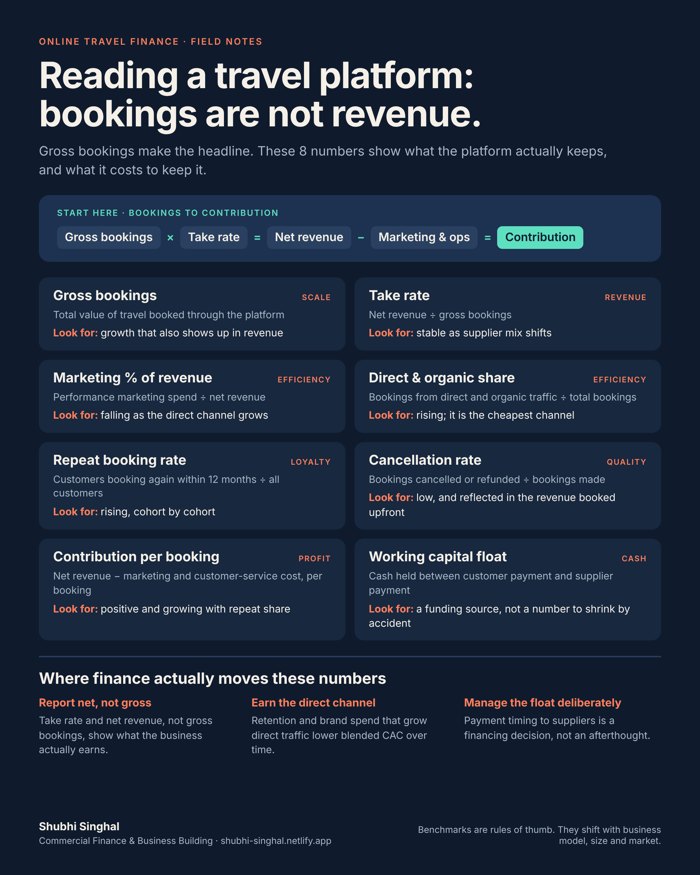 ONLINE TRAVEL FINANCE · FIELD NOTES
Reading a travel platform:
bookings are not revenue.
Gross bookings make the headline. These 8 numbers show what the platform actually keeps,
and what it costs to keep it.
START HERE · BOOKINGS TO CONTRIBUTION
Gross bookings × Take rate = Net revenue − Marketing & ops = Contribution
Gross bookings SCALE
Total value of travel booked through the platform
Look for: growth that also shows up in revenue
Take rate REVENUE
Net revenue ÷ gross bookings
Look for: stable as supplier mix shifts
Marketing % of revenue EFFICIENCY
Performance marketing spend ÷ net revenue
Look for: falling as the direct channel grows
Direct & organic share EFFICIENCY
Bookings from direct and organic traffic ÷ total bookings
Look for: rising; it is the cheapest channel
Repeat booking rate LOYALTY
Customers booking again within 12 months ÷ all
customers
Look for: rising, cohort by cohort
Cancellation rate QUALITY
Bookings cancelled or refunded ÷ bookings made
Look for: low, and reflected in the revenue booked
upfront
Contribution per booking PROFIT
Net revenue − marketing and customer-service cost, per
booking
Look for: positive and growing with repeat share
Working capital float CASH
Cash held between customer payment and supplier
payment
Look for: a funding source, not a number to shrink by
accident
Where finance actually moves these numbers
Report net, not gross
Take rate and net revenue, not gross
bookings, show what the business
actually earns.
Earn the direct channel
Retention and brand spend that grow
direct traffic lower blended CAC over
time.
Manage the float deliberately
Payment timing to suppliers is a
financing decision, not an afterthought.
Shubhi Singhal
Commercial Finance & Business Building · shubhi-singhal.netlify.app
Benchmarks are rules of thumb. They shift with business
model, size and market.